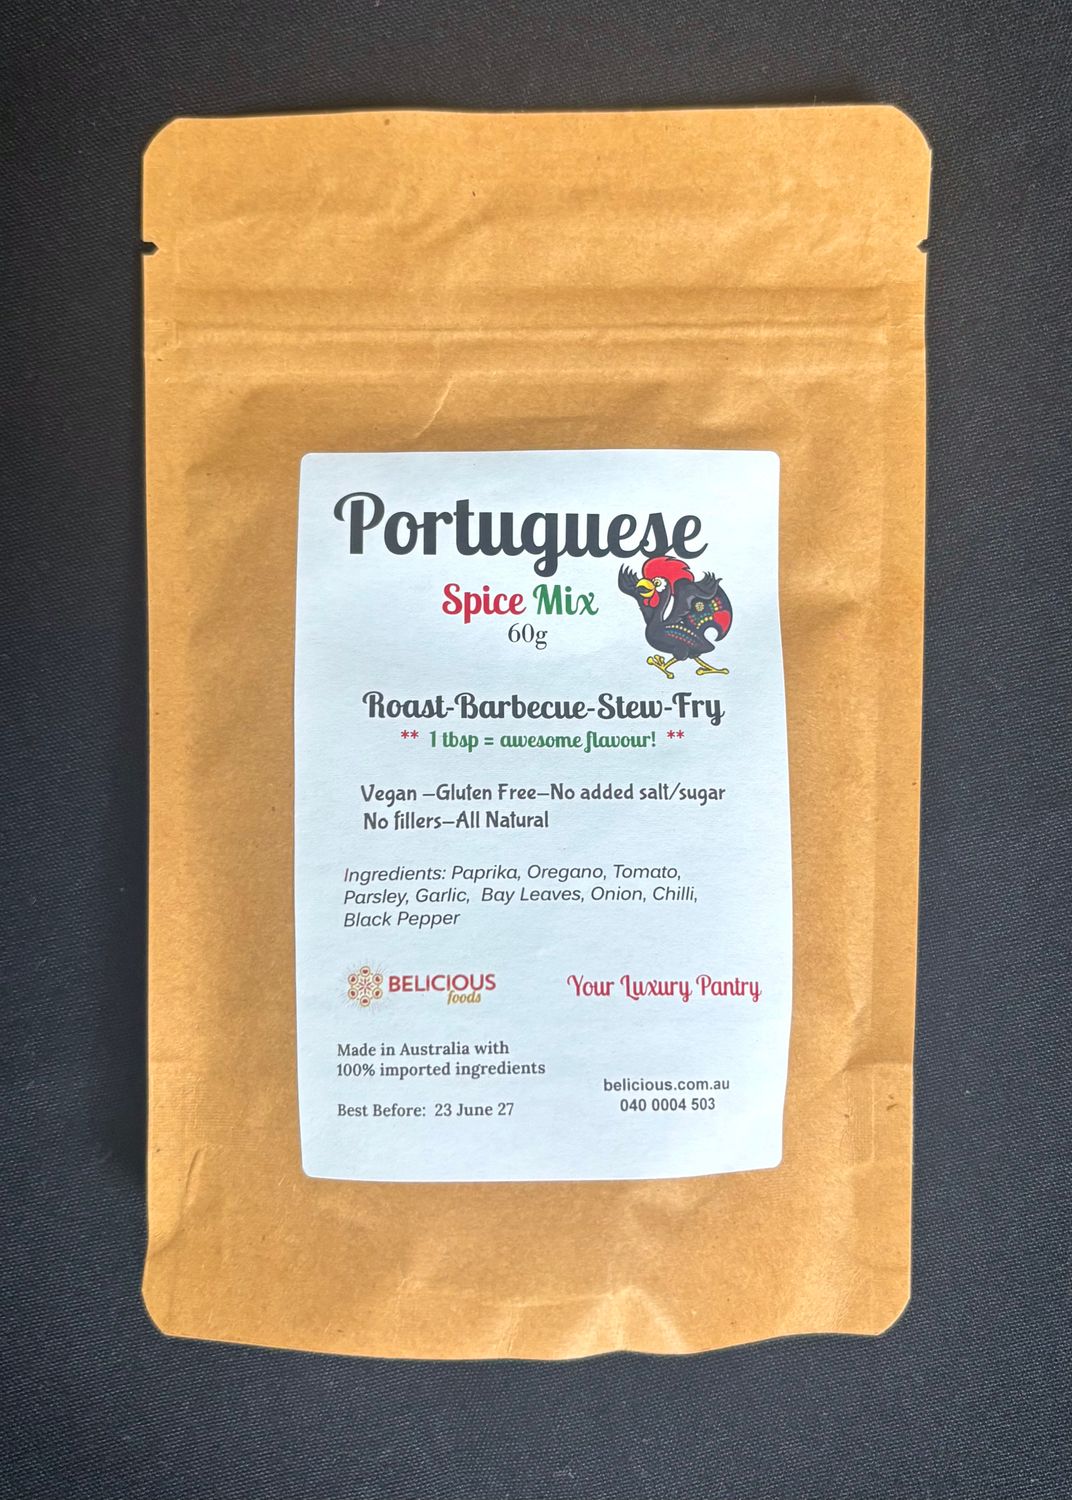 Portuguese
Spice Mix
60g
Roast-Barbecue-Stew-Fry
** 1 tbsp = awesome flavour! **
Vegan –Gluten Free–No added salt/sugar
No fillers–All Natural
Ingredients: Paprika, Oregano, Tomato,
Parsley, Garlic,  Bay Leaves, Onion, Chilli,
Black Pepper
BELICIOUS
foods
Your Luxury Pantry
Made in Australia with
100% imported ingredients
Best Before:  23 June 27
belicious.com.au
040 0004 503